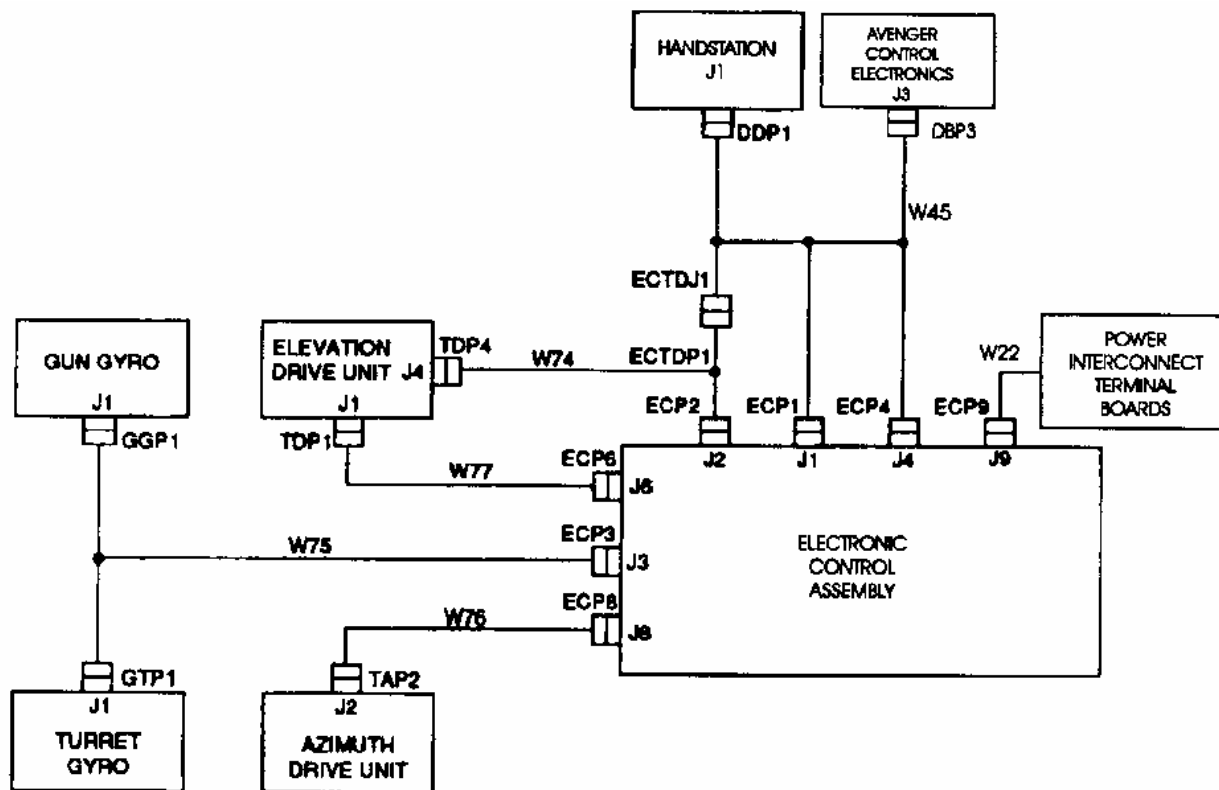 HANDSTATION
J1
AVENGER
CONTROL
ELECTRONICS
J3
DDP1
DBP3
W45
ECTDJ1
GUN GYRO
J1
ELEVATION
DRIVE UNIT
J4
J1
TDP4
W74
ECTDP1
W22
POWER
INTERCONNECT
TERMINAL
BOARDS
GGP1
TDP1
ECP2
ECP1
ECP4
ECP9
J2
J1
J4
J9
W77
ECP6
J6
W75
ECP3
J3
ELECTRONIC
CONTROL
ASSEMBLY
W76
ECP8
J8
GTP1
J1
TURRET
GYRO
TAP2
J2
AZIMUTH
DRIVE UNIT